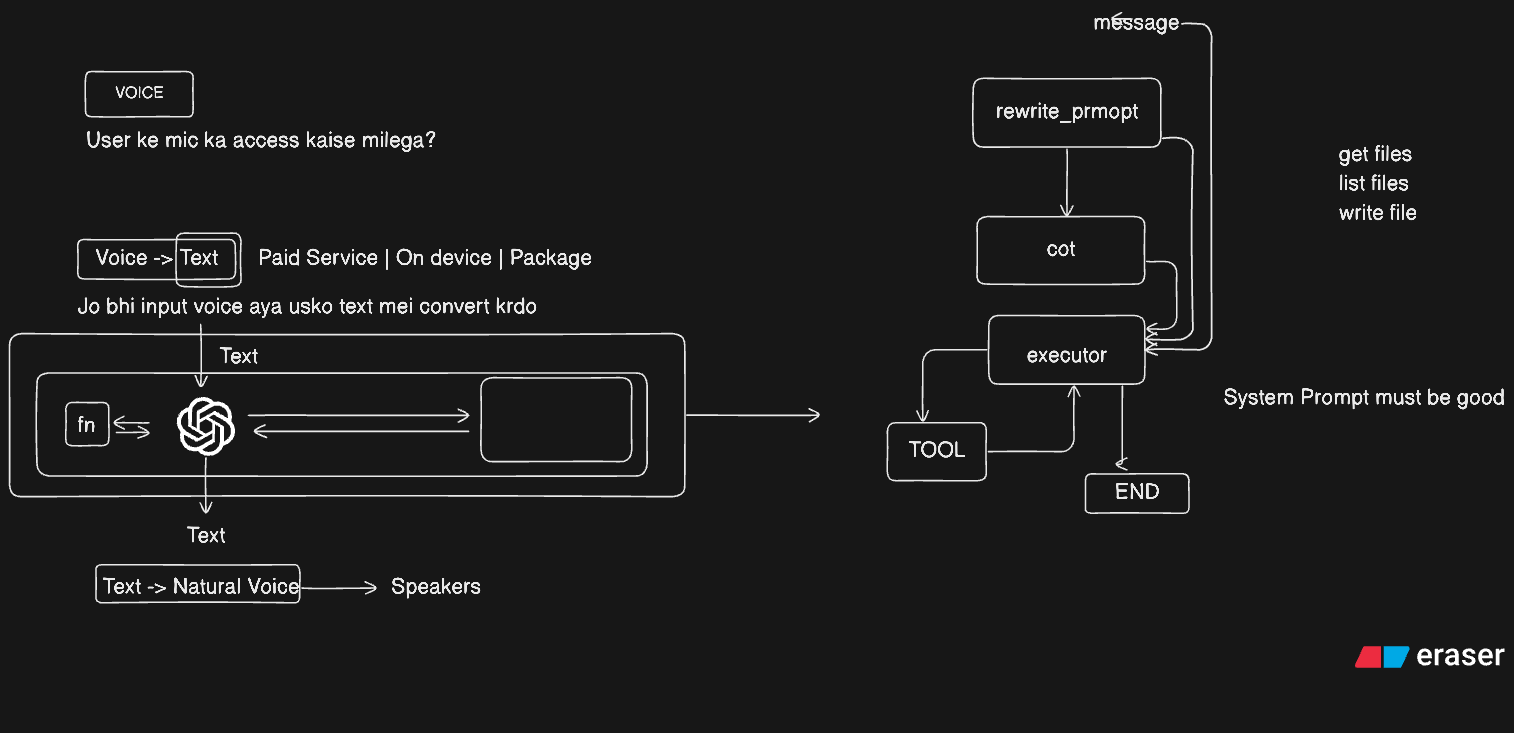 VOICE
User ke mic ka access kaise milega?
Voice -> Text
Paid Service | On device | Package
Jo bhi input voice aya usko text mei convert krdo
Text
fn
Text
Text -> Natural Voice
Speakers
message
rewrite_prmopt
cot
executor
TOOL
END
get files
list files
write file
System Prompt must be good
eraser